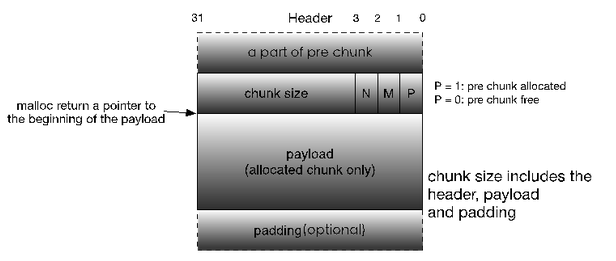 31 Header 3 2 1 0
a part of pre chunk
chunk size N M P
P = 1: pre chunk allocated
P = 0: pre chunk free
malloc return a pointer to
the beginning of the payload
payload
(allocated chunk only)
chunk size includes the
header, payload
and padding
padding(optional)